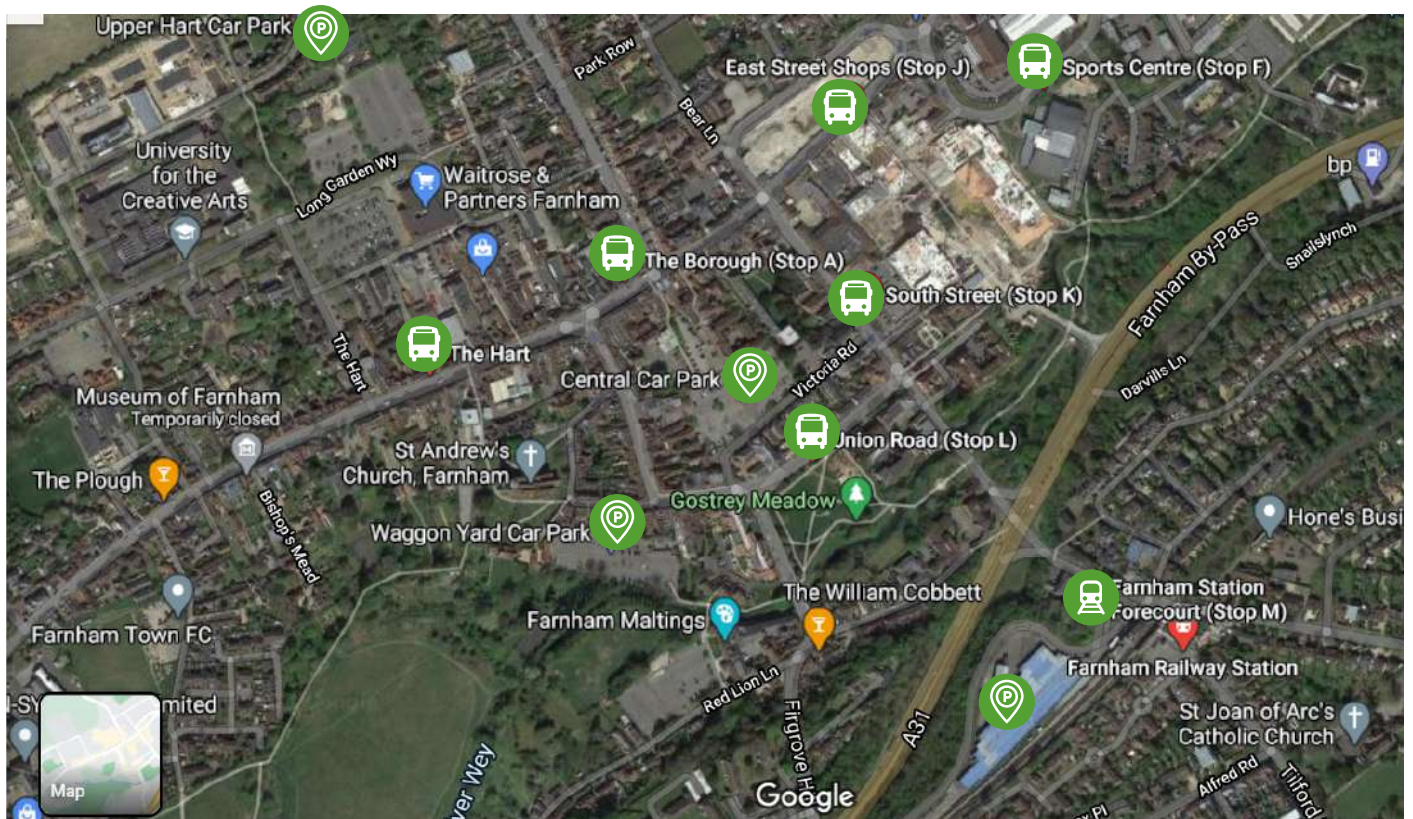 Upper Hart Car Park
P
Park Row
East Street Shops (Stop J)
Sports Centre (Stop F)
Bear Ln
University
for the
Creative Arts
Long Garden Wy
Waitrose &
Partners Farnham
bp
Farnham By-Pass
Snailslynch
The Borough (Stop A)
South Street (Stop K)
The Hart
The Hart
Central Car Park
P
Victoria Rd
Darvills Ln
Museum of Farnham
Temporarily closed
St Andrew's
Church, Farnham
Union Road (Stop L)
The Plough
Gostrey Meadow
Bishop's Mead
Waggon Yard Car Park
P
Hone's Busi
Farnham Town FC
Farnham Maltings
The William Cobbett
Farnham Station
Forecourt (Stop M)
Farnham Railway Station
Red Lion Ln
Firgrove H
P
A31
St Joan of Arc's
Catholic Church
mited
Map
ver Wey
Google
Alfred Rd
Tilford